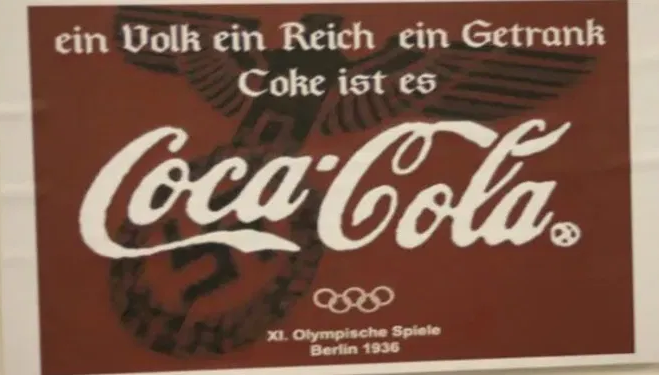 ein Volk ein Reich ein Getrank
Coke ist es
Coca-Cola
XI. Olympische Spiele
Berlin 1936